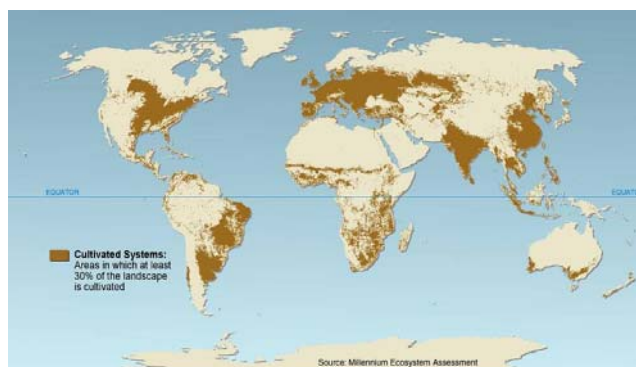 EQUATOR
EQUATO
Cultivated Systems:
Areas in which at least
30% of the landscape
is cultivated
Source: Millennium Ecosystem Assessment